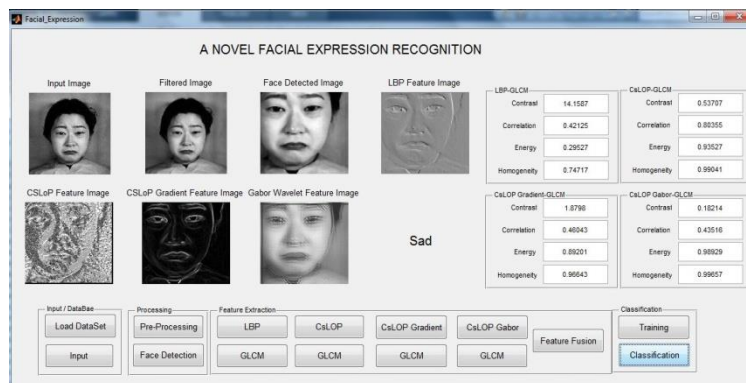 Facial_Expression
A NOVEL FACIAL EXPRESSION RECOGNITION
Input Image
Filtered Image
Face Detected Image
LBP Feature Image
LBP-GLCM
Contrast 14.1587
Correlation 0.42125
Energy 0.29527
Homogeneity 0.74717
CsLOP-GLCM
Contrast 0.53707
Correlation 0.80355
Energy 0.93527
Homogeneity 0.99041
CSLoP Feature Image
CSLoP Gradient Feature Image
Gabor Wavelet Feature Image
Sad
CsLOP Gradient-GLCM
Contrast 1.8798
Correlation 0.46043
Energy 0.89201
Homogeneity 0.96643
CsLOP Gabor-GLCM
Contrast 0.18214
Correlation 0.43516
Energy 0.98929
Homogeneity 0.99657
Input / DataBae
Load DataSet
Input
Processing
Pre-Processing
Face Detection
Feature Extraction
LBP
CsLOP
CsLOP Gradient
CsLOP Gabor
GLCM
GLCM
GLCM
GLCM
Feature Fusion
Classification
Training
Classification